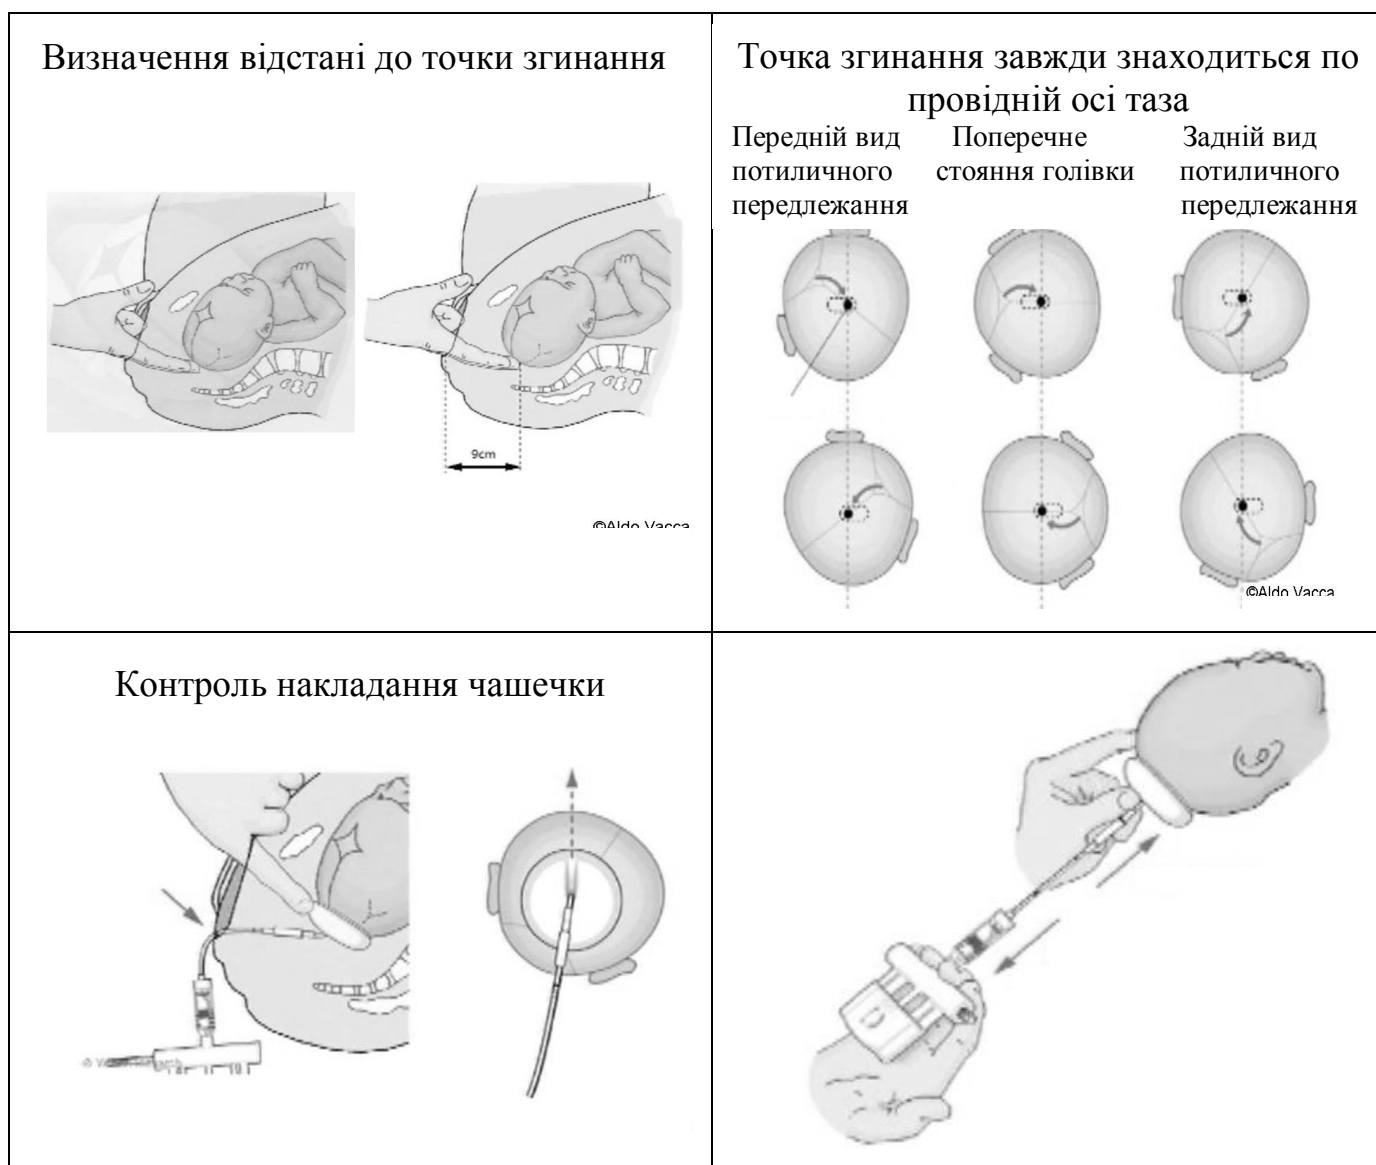 Визначення відстані до точки згинання
9cm
©Aldo Vacca
Точка згинання завжди знаходиться по
провідній осі таза
Передній вид Поперечне Задній вид
потиличного стояння голівки потиличного
передлежання передлежання
©Aldo Vacca
Контроль накладання чашечки